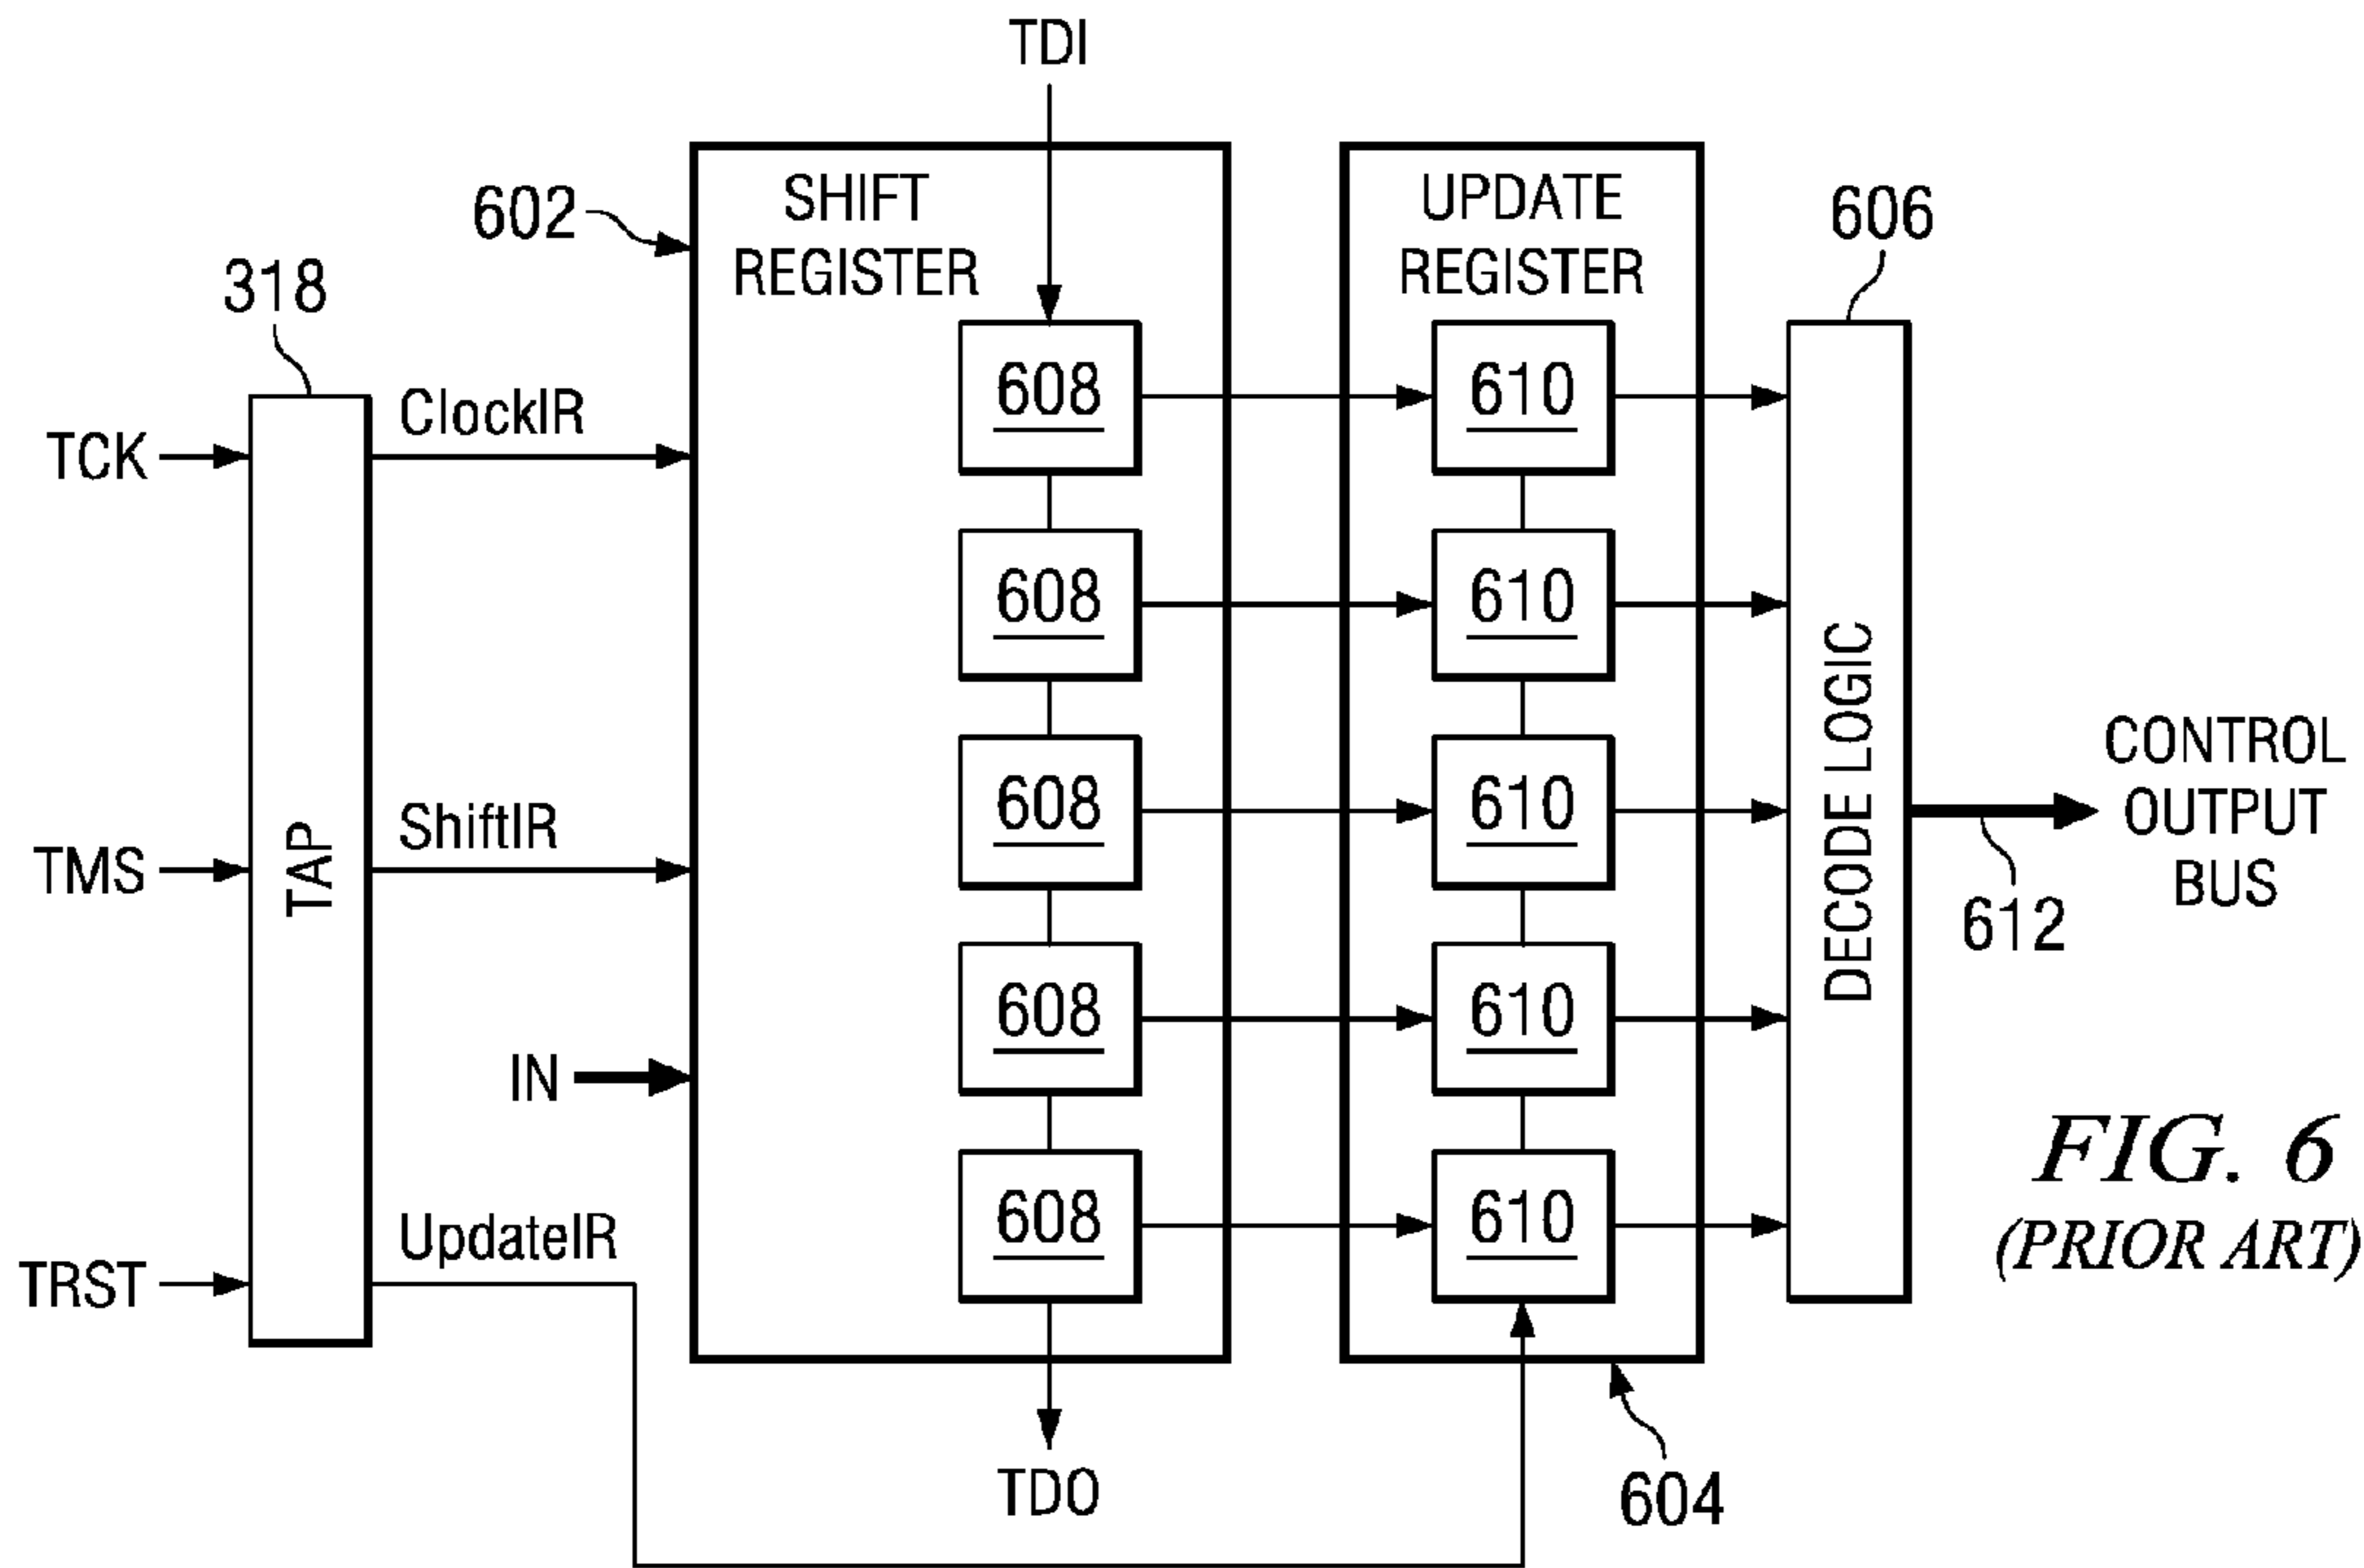 TDI
602
SHIFT
REGISTER
UPDATE
REGISTER
606
318
TCK
TMS
TRST
TAP
ClockIR
ShiftIR
IN
UpdateIR
608
608
608
608
608
610
610
610
610
610
DECODE LOGIC
CONTROL
OUTPUT
BUS
612
TDO
604
FIG. 6
(PRIOR ART)